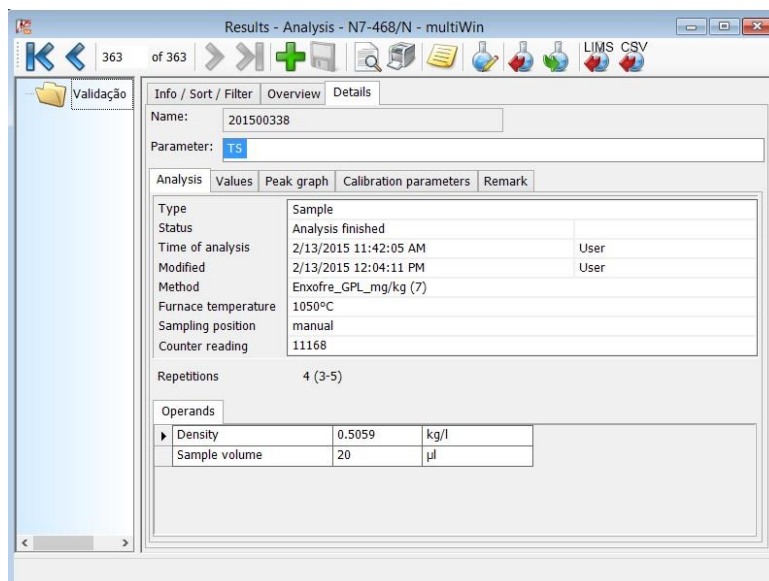 Results - Analysis - N7-468/N - multiWin
363 of 363 LIMS CSV
Validação
Info / Sort / Filter Overview Details
Name: 201500338
Parameter: TS
Analysis Values Peak graph Calibration parameters Remark
Type Sample
Status Analysis finished
Time of analysis 2/13/2015 11:42:05 AM User
Modified 2/13/2015 12:04:11 PM User
Method Enxofre_GPL_mg/kg (7)
Furnace temperature 1050ºC
Sampling position manual
Counter reading 11168
Repetitions 4 (3-5)
Operands
Density 0.5059 kg/l
Sample volume 20 µl